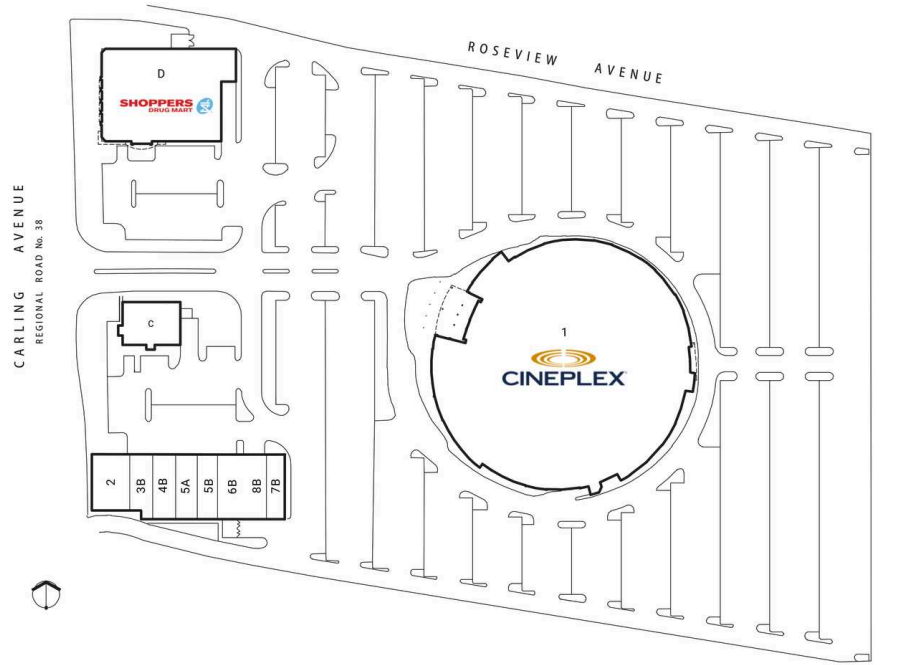 ROSEVIEW AVENUE
D
SHOPPERS
DRUG MART
CARLING AVENUE
REGIONAL ROAD No. 38
C
1
CINEPLEX
2
3B
4B
5A
5B
6B
8B
7B